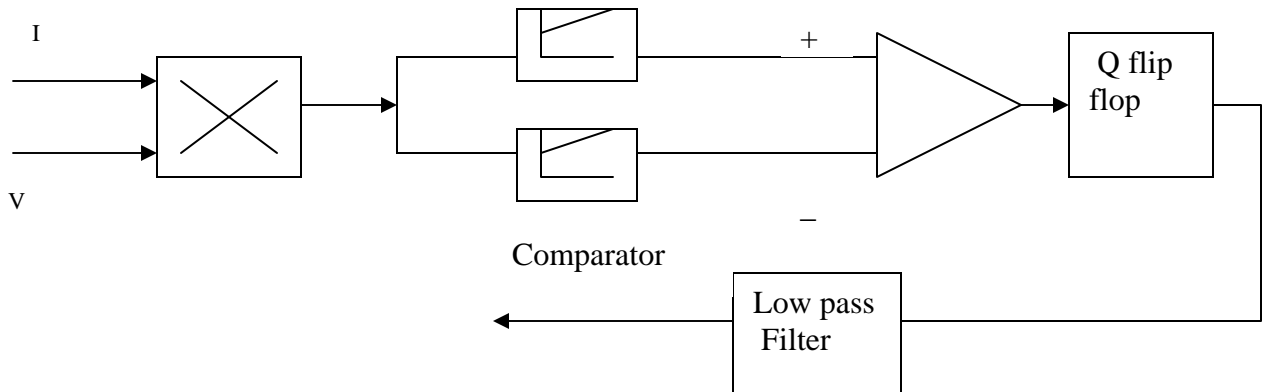 I
V
+
–
Q flip
flop
Comparator
Low pass
Filter